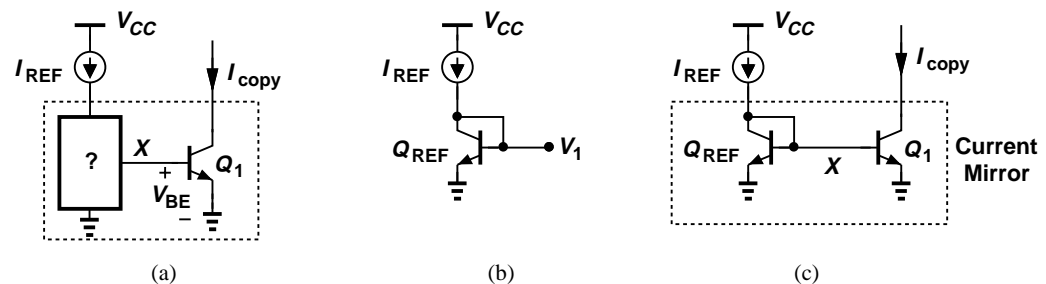 V_CC
I_REF
I_copy
?
X
+
V_BE
−
Q_1
(a)
V_CC
I_REF
Q_REF
V_1
(b)
V_CC
I_REF
I_copy
Q_REF
X
Q_1
Current
Mirror
(c)